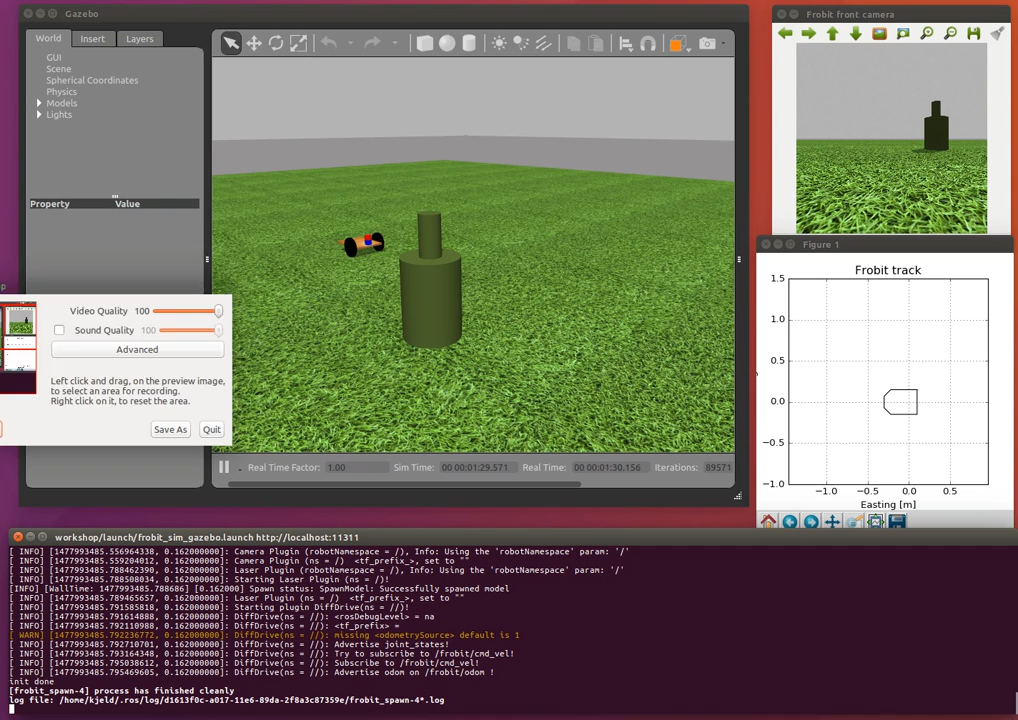 Gazebo
World Insert Layers
GUI
Scene
Spherical Coordinates
Physics
Models
Lights
Property Value
Real Time Factor: 1.00 Sim Time: 00 00:01:29.571 Real Time: 00 00:01:30.156 Iterations: 89571
Frobit front camera
Figure 1
Frobit track
1.5
1.0
0.5
0.0
−0.5
−1.0
−1.0 −0.5 0.0 0.5
Easting [m]
p
Video Quality 100
Sound Quality 100
Advanced
Left click and drag, on the preview image,
to select an area for recording.
Right click on it, to reset the area.
Save As Quit
workshop/launch/frobit_sim_gazebo.launch http://localhost:11311
[ INFO] [1477993485.556964338, 0.162000000]: Camera Plugin (robotNamespace = /), Info: Using the 'robotNamespace' param: '/'
[ INFO] [1477993485.559204012, 0.162000000]: Camera Plugin (ns = /)  <tf_prefix_>, set to ""
[ INFO] [1477993485.788462390, 0.162000000]: Laser Plugin (robotNamespace = /), Info: Using the 'robotNamespace' param: '/'
[ INFO] [1477993485.788508034, 0.162000000]: Starting Laser Plugin (ns = /)!
[INFO] [Walltime: 1477993485.788686] [0.162000] Spawn status: SpawnModel: Successfully spawned model
[ INFO] [1477993485.789465657, 0.162000000]: Laser Plugin (ns = /)  <tf_prefix_>, set to ""
[ INFO] [1477993485.791585818, 0.162000000]: Starting plugin DiffDrive(ns = //)!
[ INFO] [1477993485.791614888, 0.162000000]: DiffDrive(ns = //): <rosDebugLevel> = na
[ INFO] [1477993485.792110988, 0.162000000]: DiffDrive(ns = //): <tf_prefix> =
[ WARN] [1477993485.792236772, 0.162000000]: DiffDrive(ns = //): missing <odometrySource> default is 1
[ INFO] [1477993485.792710701, 0.162000000]: DiffDrive(ns = //): Advertise joint_states!
[ INFO] [1477993485.793164348, 0.162000000]: DiffDrive(ns = //): Try to subscribe to /frobit/cmd_vel!
[ INFO] [1477993485.795038612, 0.162000000]: DiffDrive(ns = //): Subscribe to /frobit/cmd_vel!
[ INFO] [1477993485.795469605, 0.162000000]: DiffDrive(ns = //): Advertise odom on /frobit/odom !
init done
[frobit_spawn-4] process has finished cleanly
log file: /home/kjeld/.ros/log/d1613f0c-a017-11e6-89da-2f8a3c87359e/frobit_spawn-4*.log